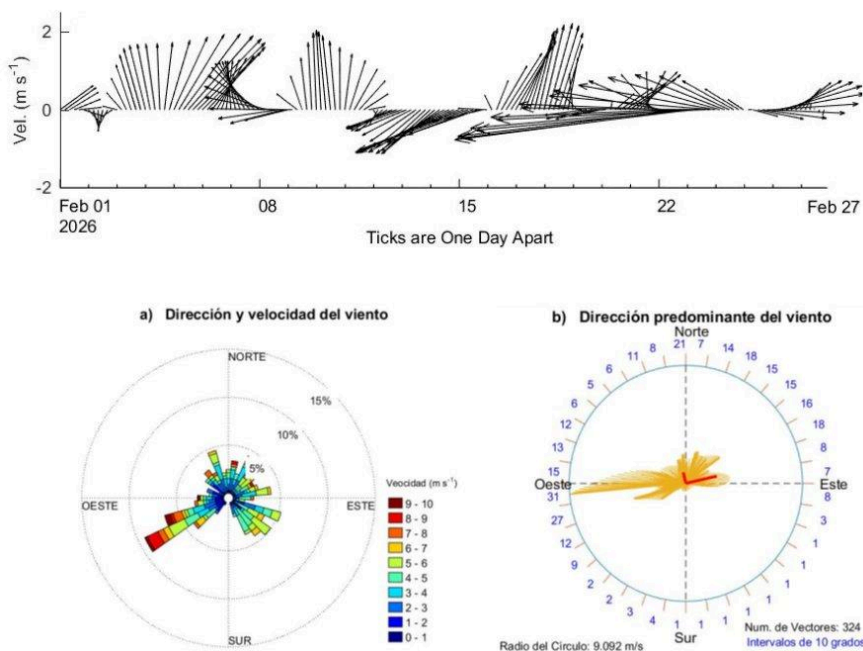 2
0
-2
Vel. (m s⁻¹)
Feb 01
2026
08
15
22
Feb 27
Ticks are One Day Apart
a) Dirección y velocidad del viento
NORTE
15%
10%
5%
OESTE
ESTE
SUR
Veocidad (m s⁻¹)
9 - 10
8 - 9
7 - 8
6 - 7
5 - 6
4 - 5
3 - 4
2 - 3
1 - 2
0 - 1
b) Dirección predominante del viento
Norte
21 7 14 18 15 15 16 18 8 7
Este
8 3 1 1 1 1 1 1 1
Sur
1 1 1 4 2 2 9 12 27 31
Oeste
15 13 12 6 5 6 11 8
Num. de Vectores: 324
Intervalos de 10 grados
Radio del Círculo: 9.092 m/s